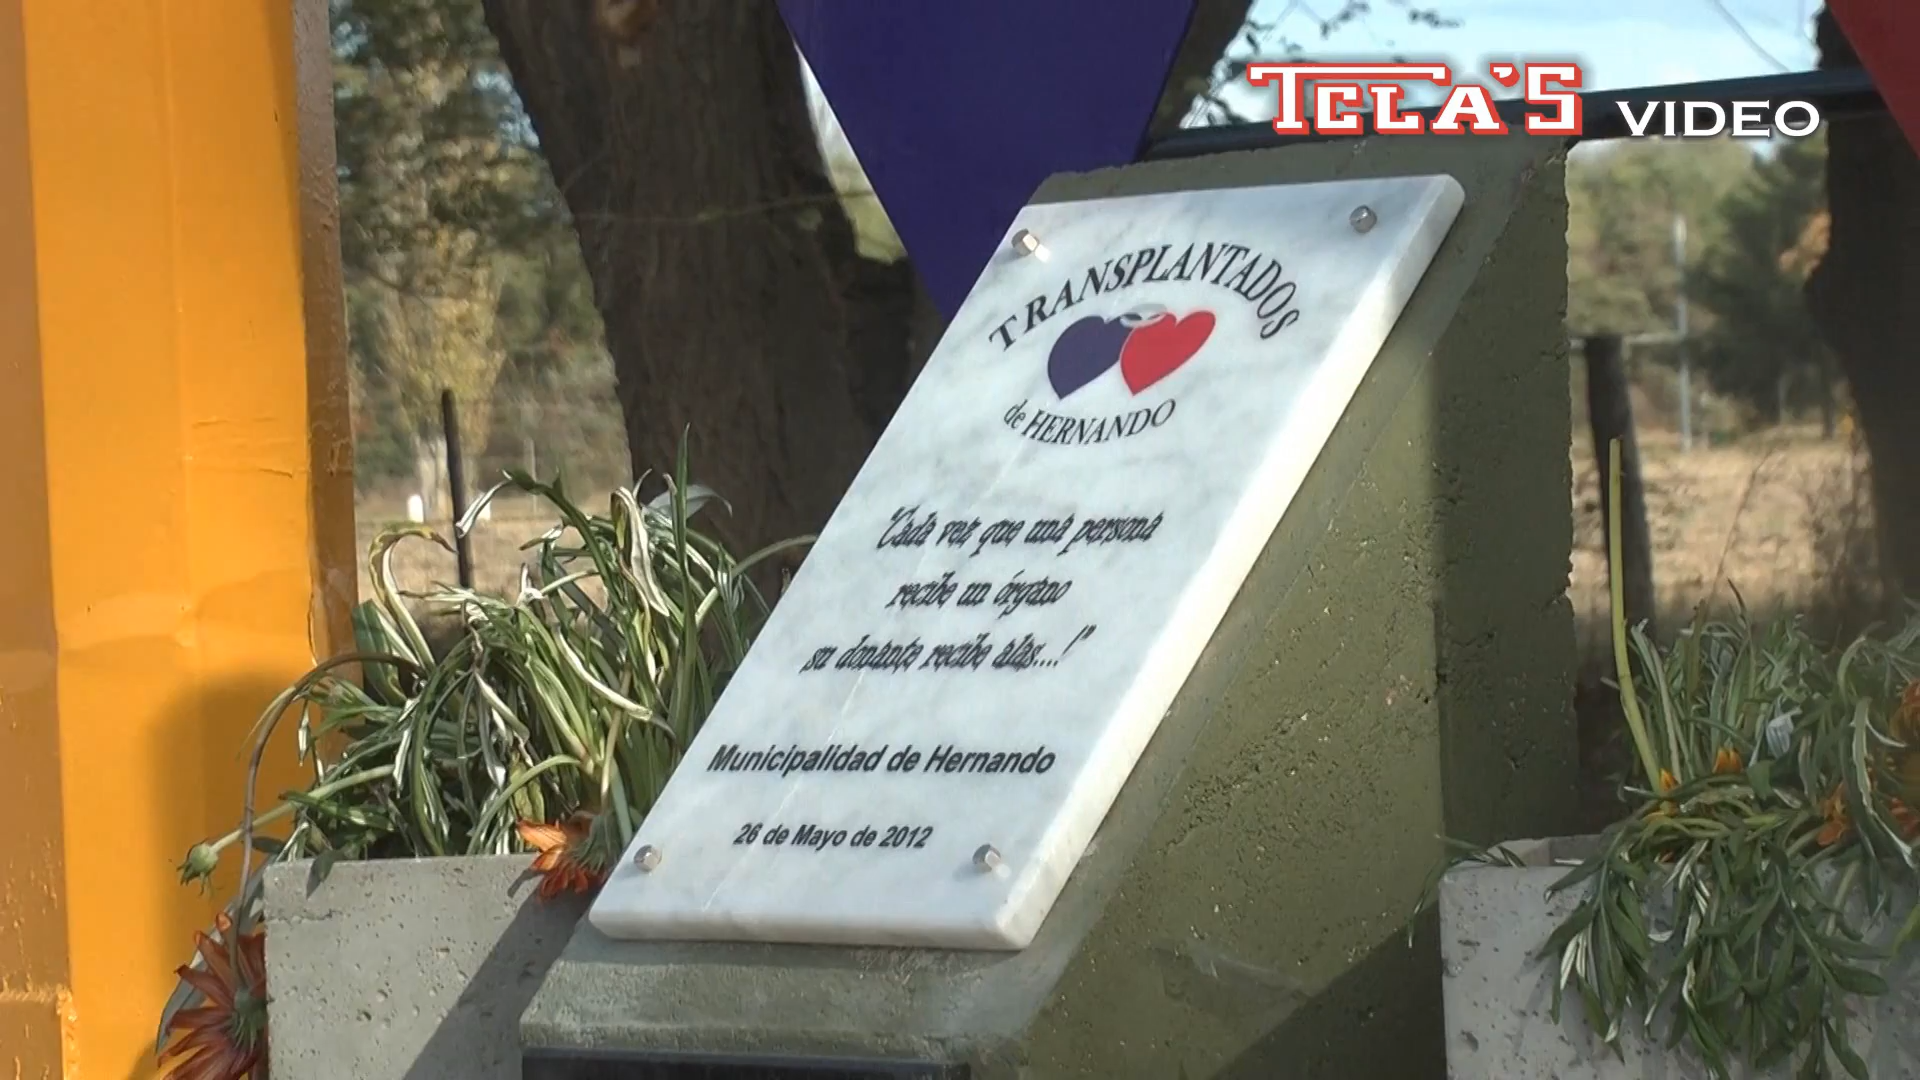 TELA'S VIDEO
TRANSPLANTADOS
de HERNANDO
"Cada vez que una persona
recibe un órgano
su donante recibe alas....!"
Municipalidad de Hernando
26 de Mayo de 2012